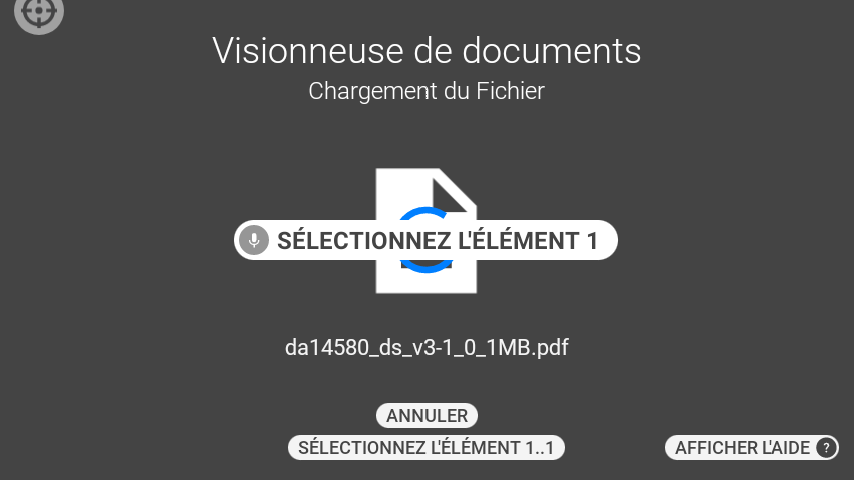 Visionneuse de documents
Chargement du Fichier
SÉLECTIONNEZ L'ÉLÉMENT 1
da14580_ds_v3-1_0_1MB.pdf
ANNULER
SÉLECTIONNEZ L'ÉLÉMENT 1..1
AFFICHER L'AIDE ?